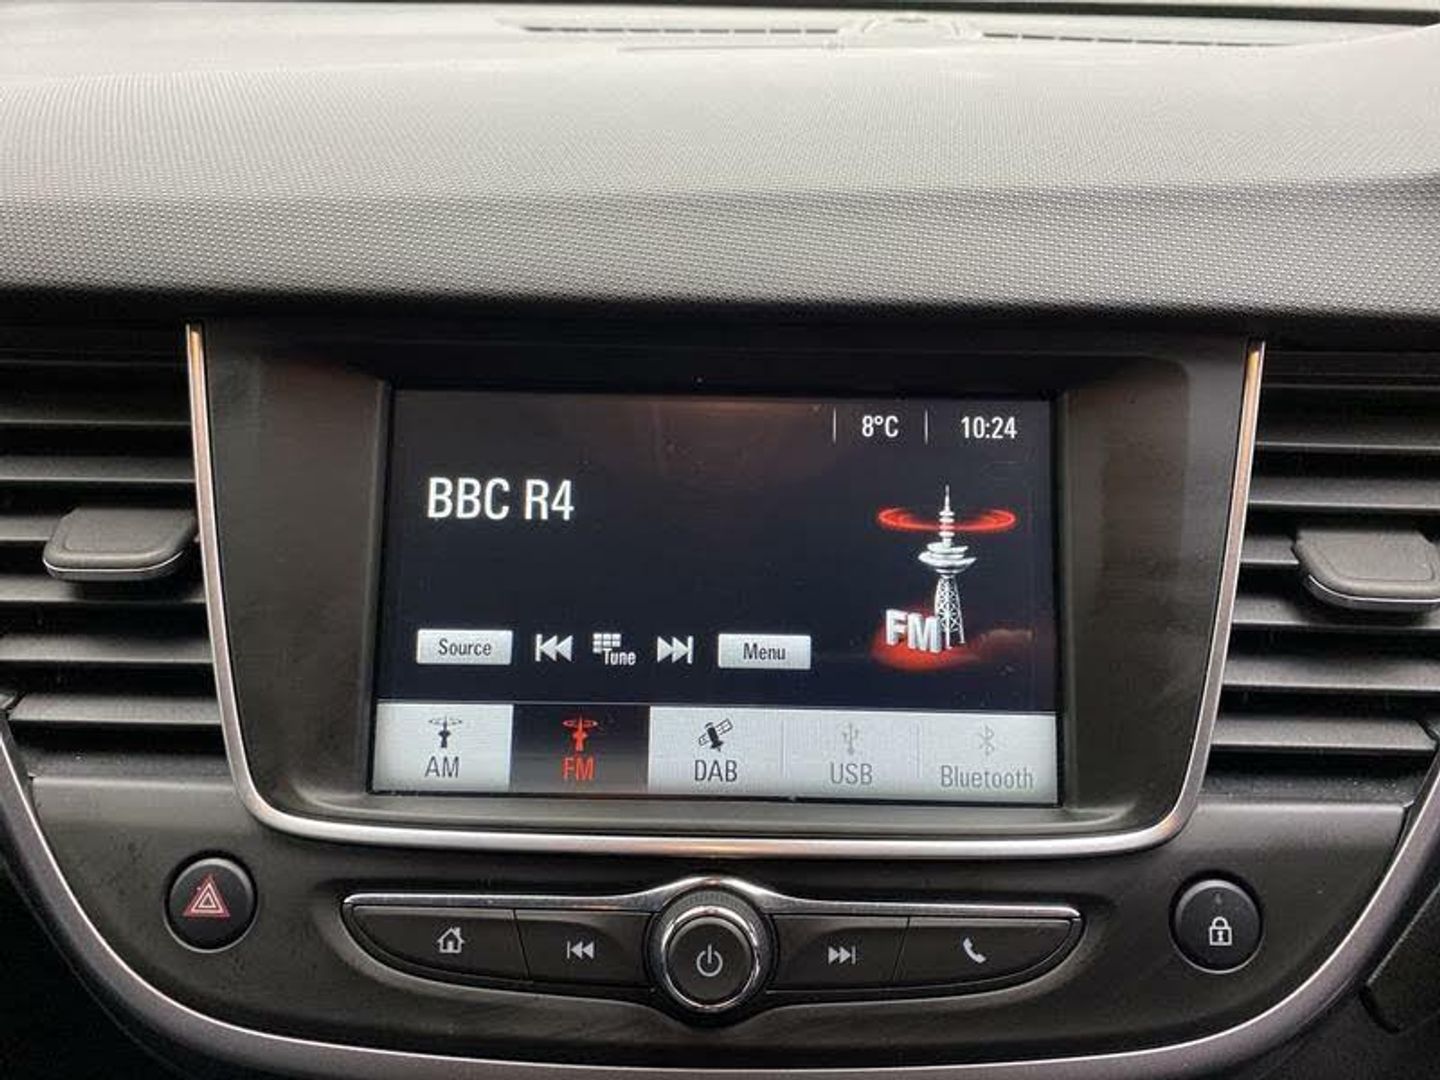 8°C 10:24
BBC R4
FM
Source Tune Menu
AM FM DAB USB Bluetooth